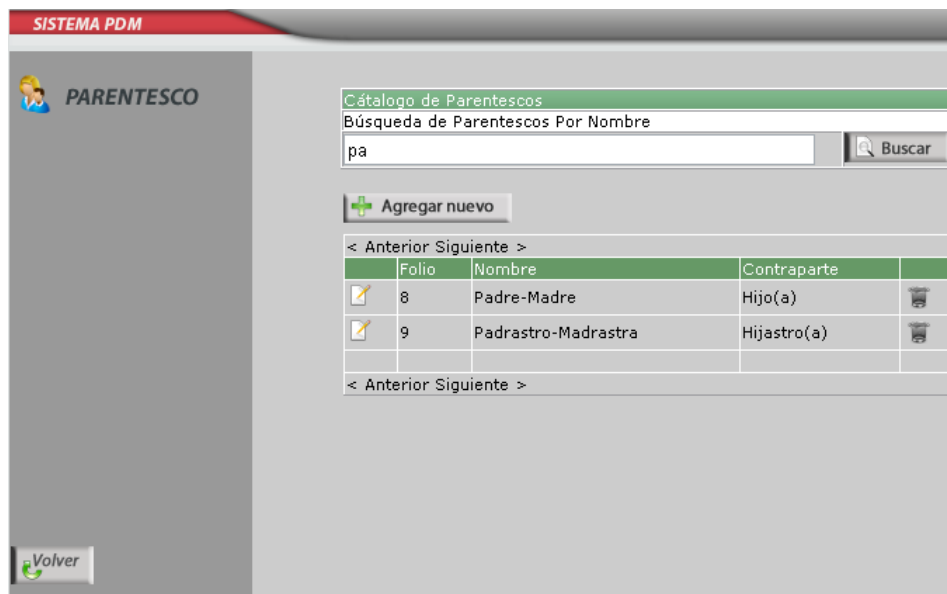 SISTEMA PDM
PARENTESCO
Cátalogo de Parentescos
Búsqueda de Parentescos Por Nombre
pa
Buscar
Agregar nuevo
< Anterior Siguiente >
Folio Nombre Contraparte
8 Padre-Madre Hijo(a)
9 Padrastro-Madrastra Hijastro(a)
< Anterior Siguiente >
Volver